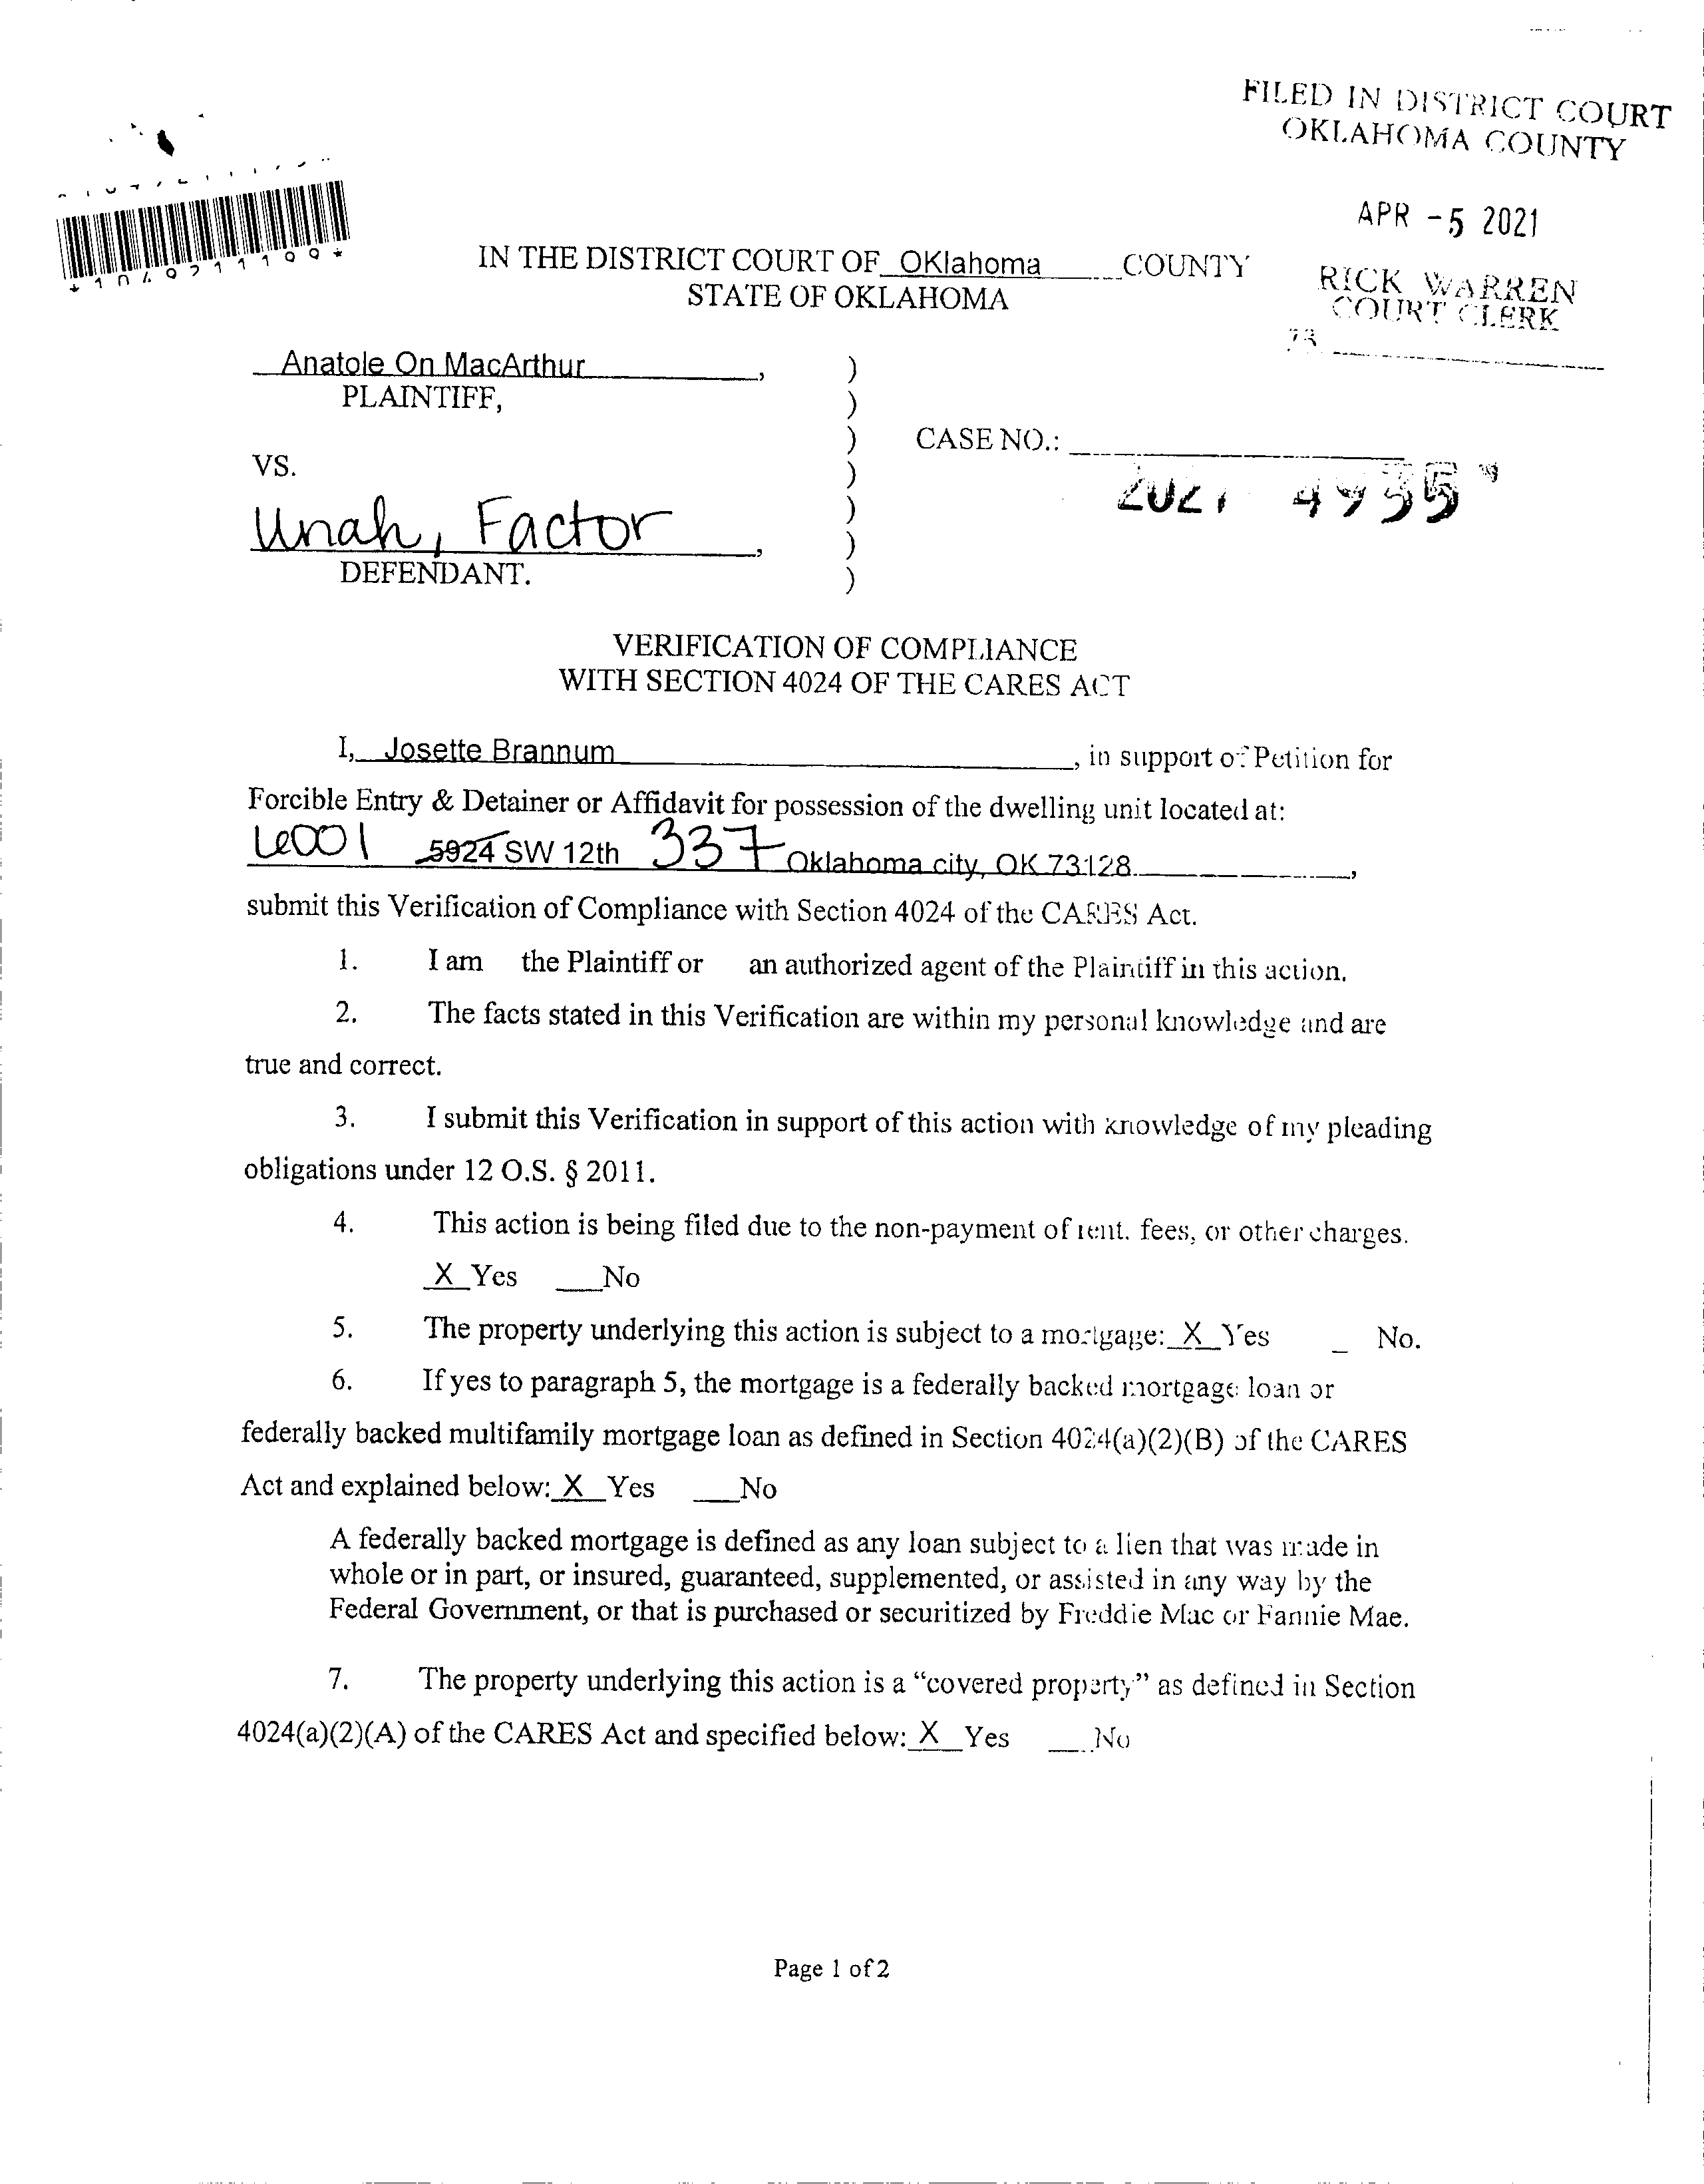 FILED IN DISTRICT COURT
OKLAHOMA COUNTY
APR -5 2021
RICK WARREN
COURT CLERK
73
*1049711199*
IN THE DISTRICT COURT OF OKlahoma COUNTY
STATE OF OKLAHOMA
Anatole On MacArthur,
PLAINTIFF,
CASE NO.:
2021 4935
VS.
Unah, Factor,
DEFENDANT.
VERIFICATION OF COMPLIANCE
WITH SECTION 4024 OF THE CARES ACT
I, Josette Brannum, in support of Petition for
Forcible Entry & Detainer or Affidavit for possession of the dwelling unit located at:
6001 5924 SW 12th 337 Oklahoma city, OK 73128,
submit this Verification of Compliance with Section 4024 of the CARES Act.
1. I am the Plaintiff or an authorized agent of the Plaintiff in this action.
2. The facts stated in this Verification are within my personal knowledge and are
true and correct.
3. I submit this Verification in support of this action with knowledge of my pleading
obligations under 12 O.S. § 2011.
4. This action is being filed due to the non-payment of rent, fees, or other charges.
X Yes ___No
5. The property underlying this action is subject to a mortgage: X Yes _ No.
6. If yes to paragraph 5, the mortgage is a federally backed mortgage loan or
federally backed multifamily mortgage loan as defined in Section 4024(a)(2)(B) of the CARES
Act and explained below: X Yes ___No
A federally backed mortgage is defined as any loan subject to a lien that was made in
whole or in part, or insured, guaranteed, supplemented, or assisted in any way by the
Federal Government, or that is purchased or securitized by Freddie Mac or Fannie Mae.
7. The property underlying this action is a “covered property” as defined in Section
4024(a)(2)(A) of the CARES Act and specified below: X Yes ___No
Page 1 of 2